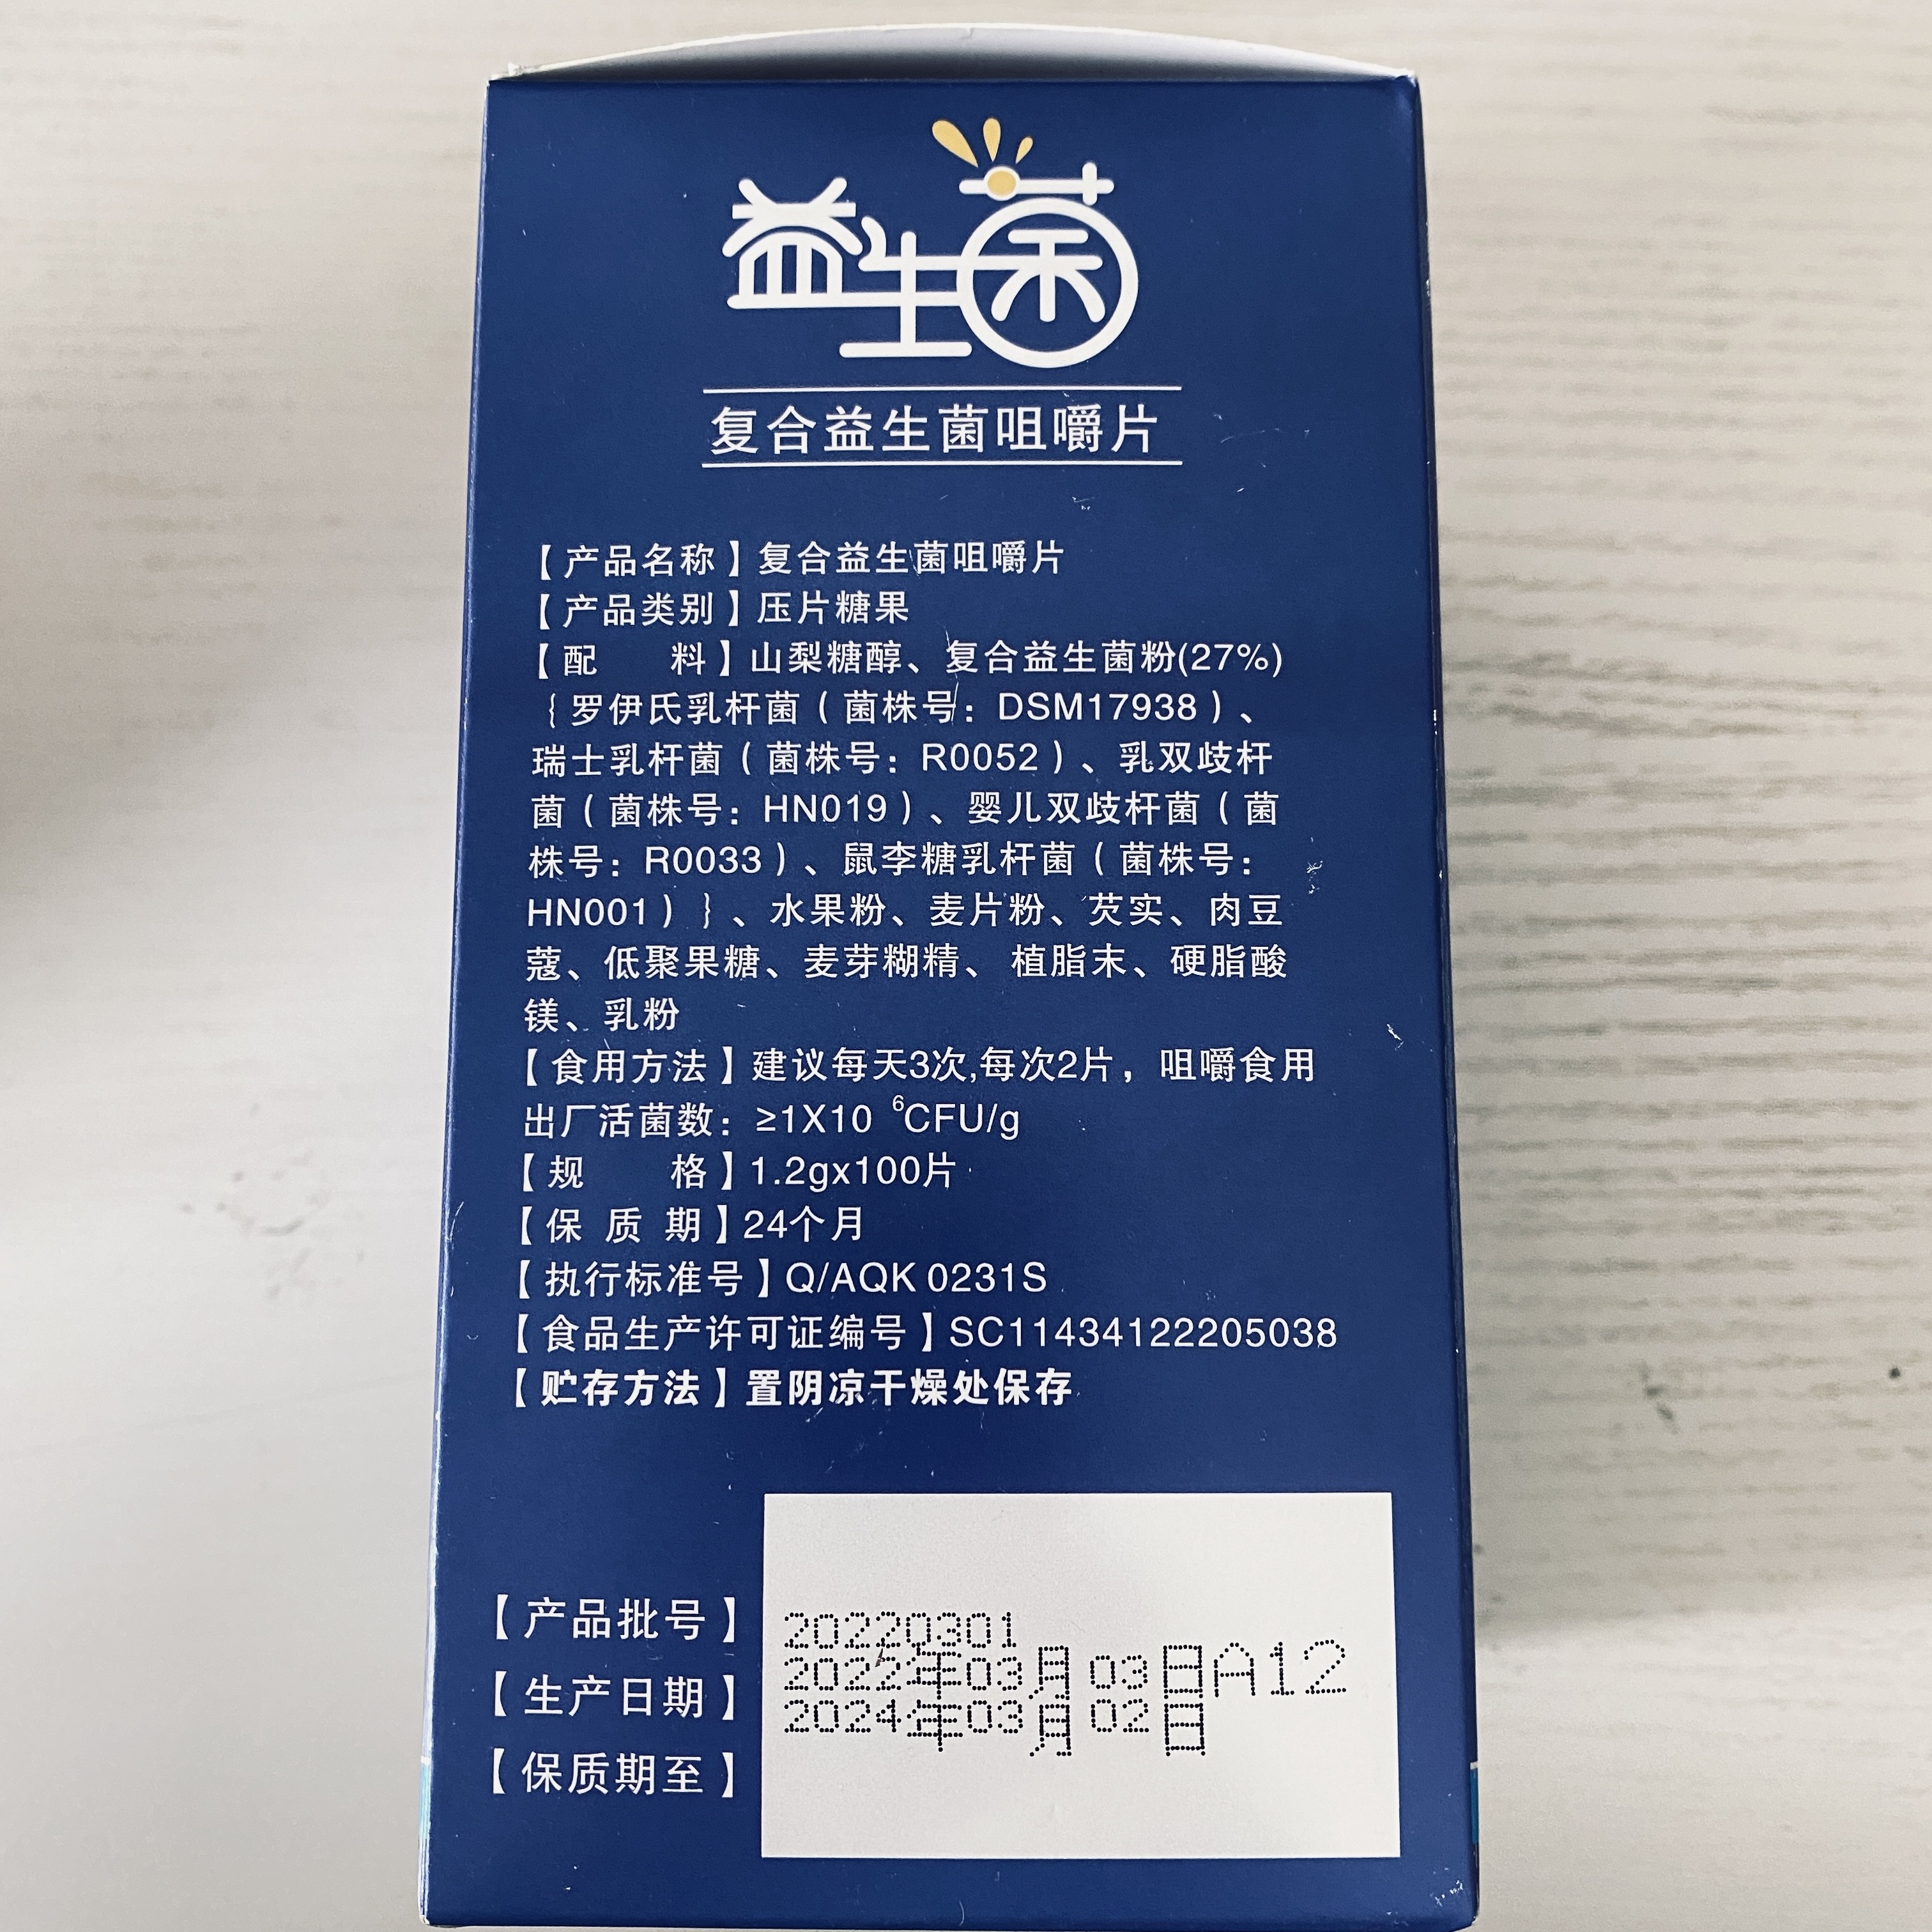 益生菌
复合益生菌咀嚼片
【产品名称】复合益生菌咀嚼片
【产品类别】压片糖果
【配 料】山梨糖醇、复合益生菌粉(27%)
{罗伊氏乳杆菌(菌株号:DSM17938)、
瑞士乳杆菌(菌株号:R0052)、乳双歧杆
菌(菌株号:HN019)、婴儿双歧杆菌(菌
株号:R0033)、鼠李糖乳杆菌(菌株号:
HN001)}、水果粉、麦片粉、芡实、肉豆
蔻、低聚果糖、麦芽糊精、植脂末、硬脂酸
镁、乳粉
【食用方法】建议每天3次,每次2片，咀嚼食用
出厂活菌数：≥1X10 ⁶CFU/g
【规 格】1.2gx100片
【保 质 期】24个月
【执行标准号】Q/AQK 0231S
【食品生产许可证编号】SC11434122205038
【贮存方法】置阴凉干燥处保存
【产品批号】20220301
【生产日期】2022年03月03日A12
【保质期至】2024年03月02日